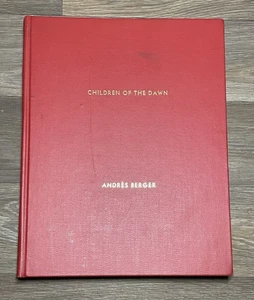 CHILDREN OF THE DAWN
ANDRÉS BERGER